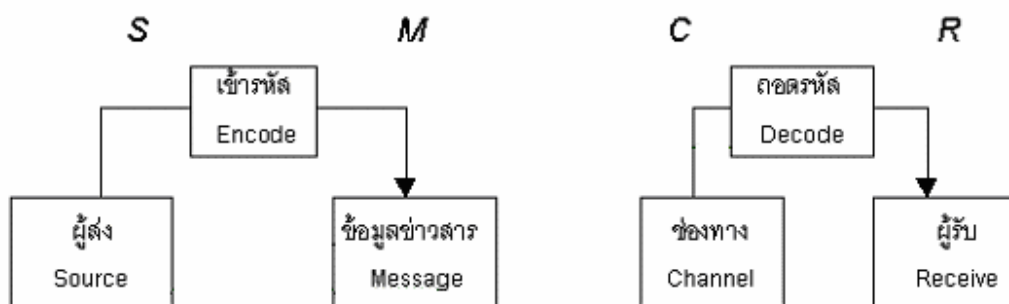 S M C R
เข้ารหัส
Encode
ถอดรหัส
Decode
ผู้ส่ง
Source
ข้อมูลข่าวสาร
Message
ช่องทาง
Channel
ผู้รับ
Receive